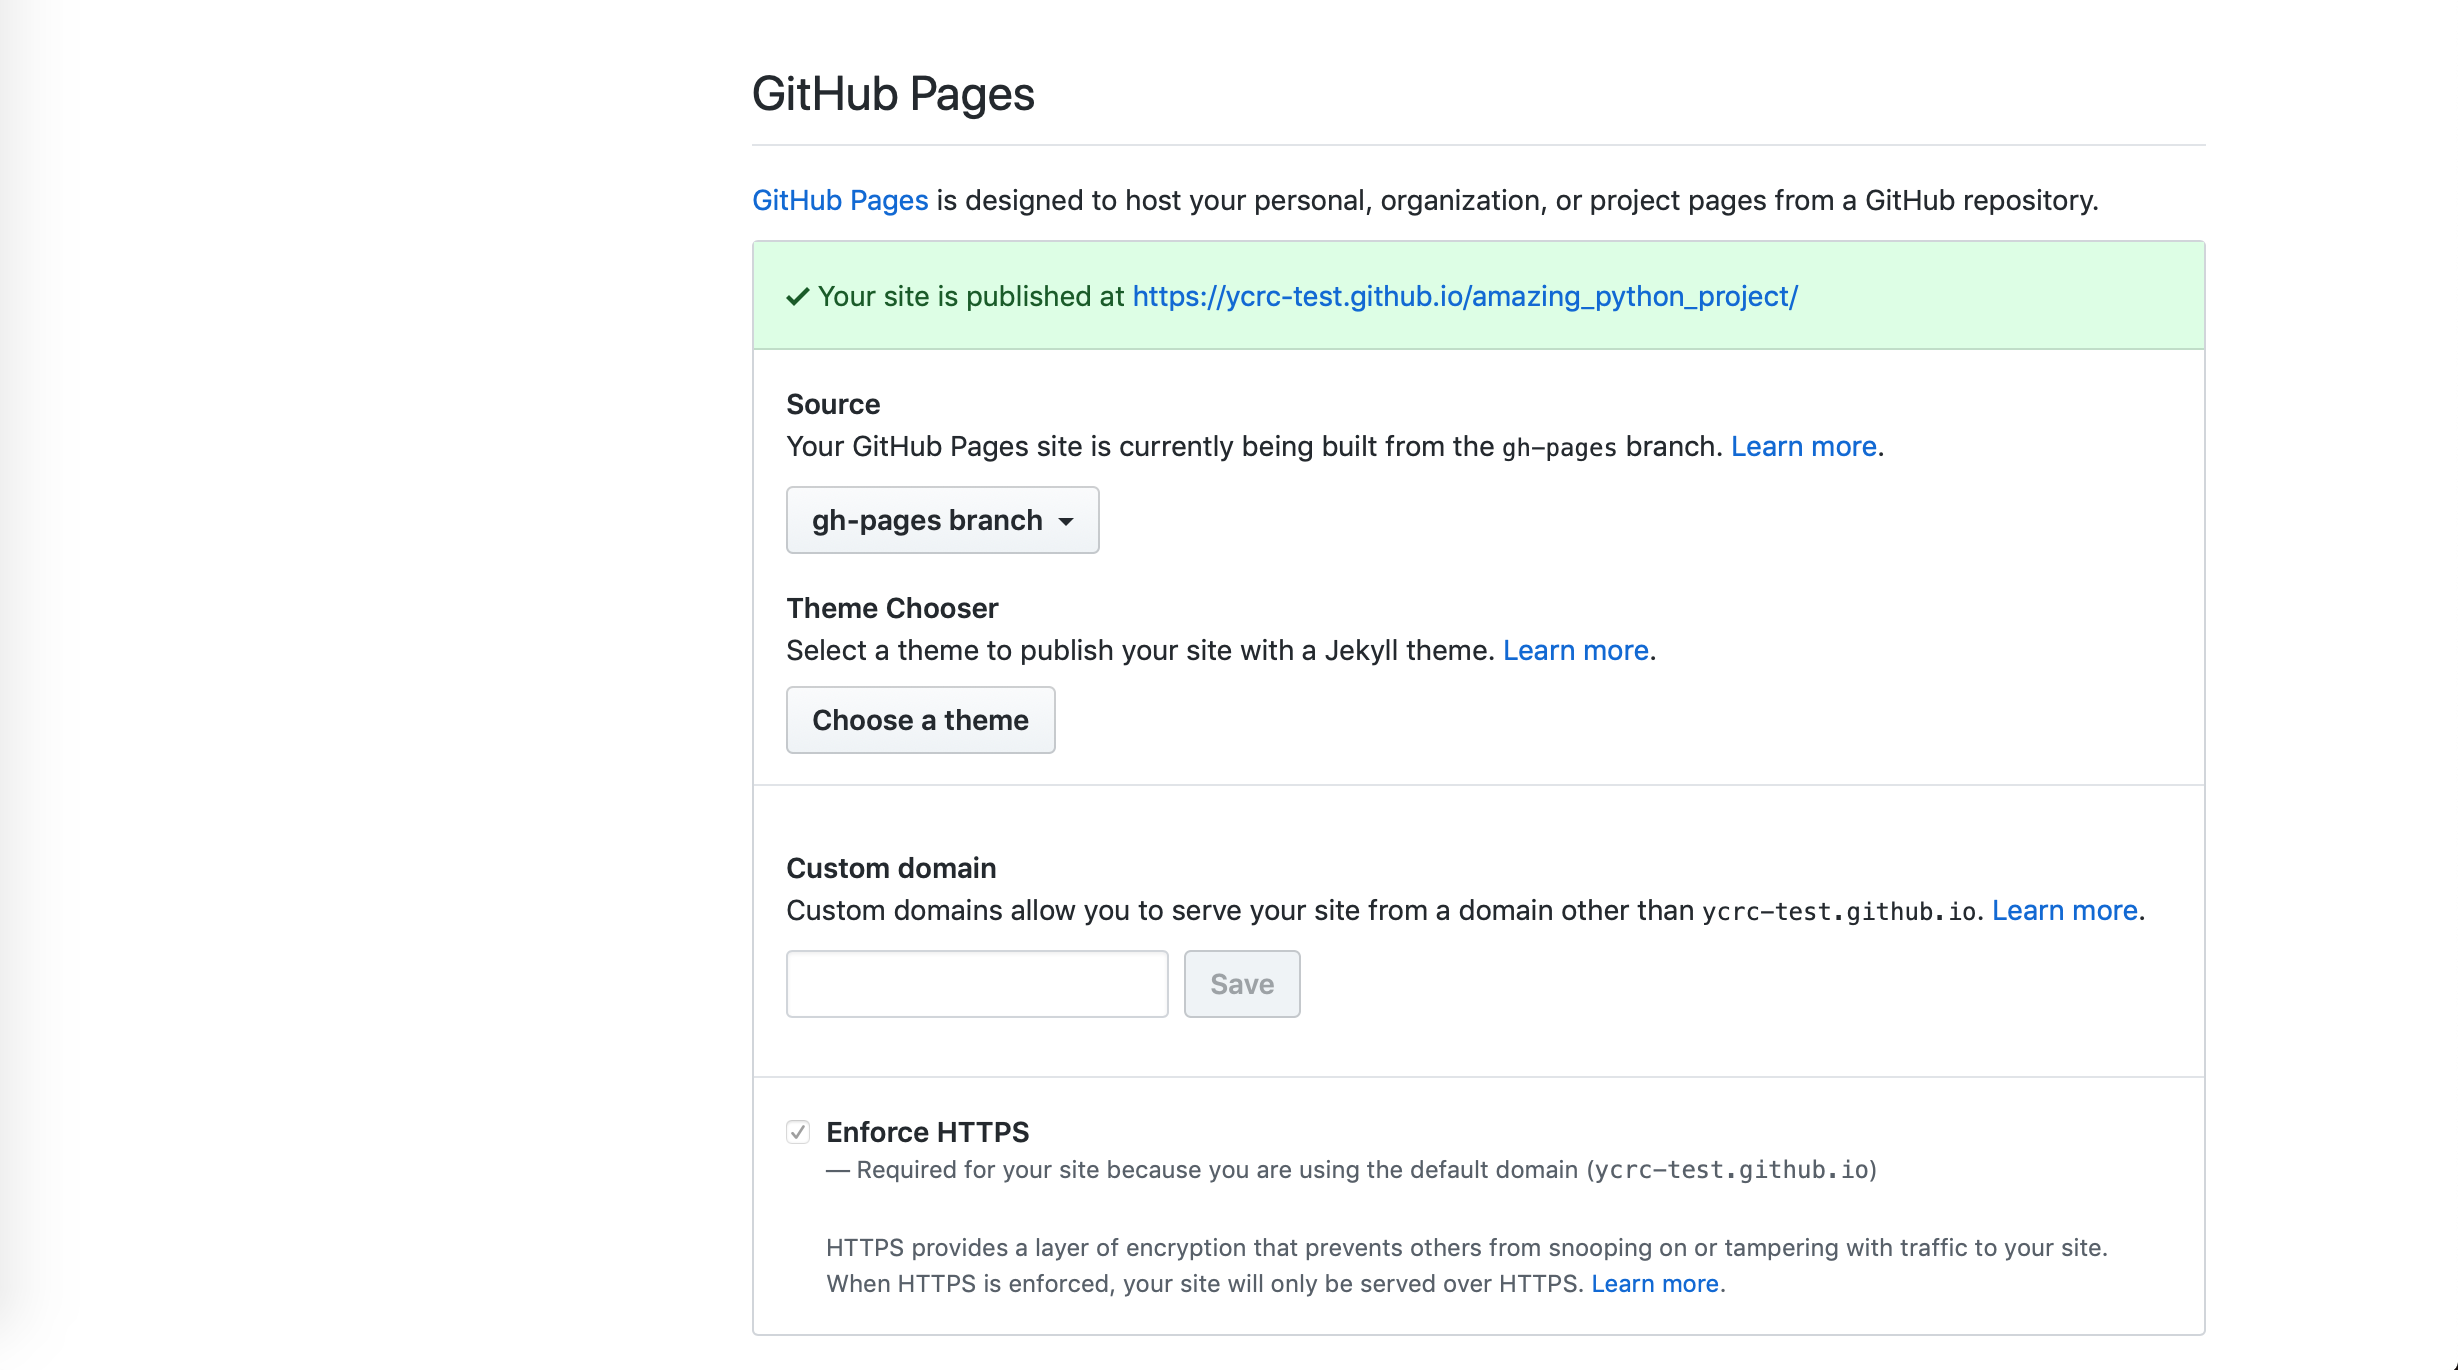 GitHub Pages
GitHub Pages is designed to host your personal, organization, or project pages from a GitHub repository.
Your site is published at https://ycrc-test.github.io/amazing_python_project/
Source
Your GitHub Pages site is currently being built from the gh-pages branch. Learn more.
gh-pages branch
Theme Chooser
Select a theme to publish your site with a Jekyll theme. Learn more.
Choose a theme
Custom domain
Custom domains allow you to serve your site from a domain other than ycrc-test.github.io. Learn more.
Save
Enforce HTTPS
— Required for your site because you are using the default domain (ycrc-test.github.io)
HTTPS provides a layer of encryption that prevents others from snooping on or tampering with traffic to your site.
When HTTPS is enforced, your site will only be served over HTTPS. Learn more.